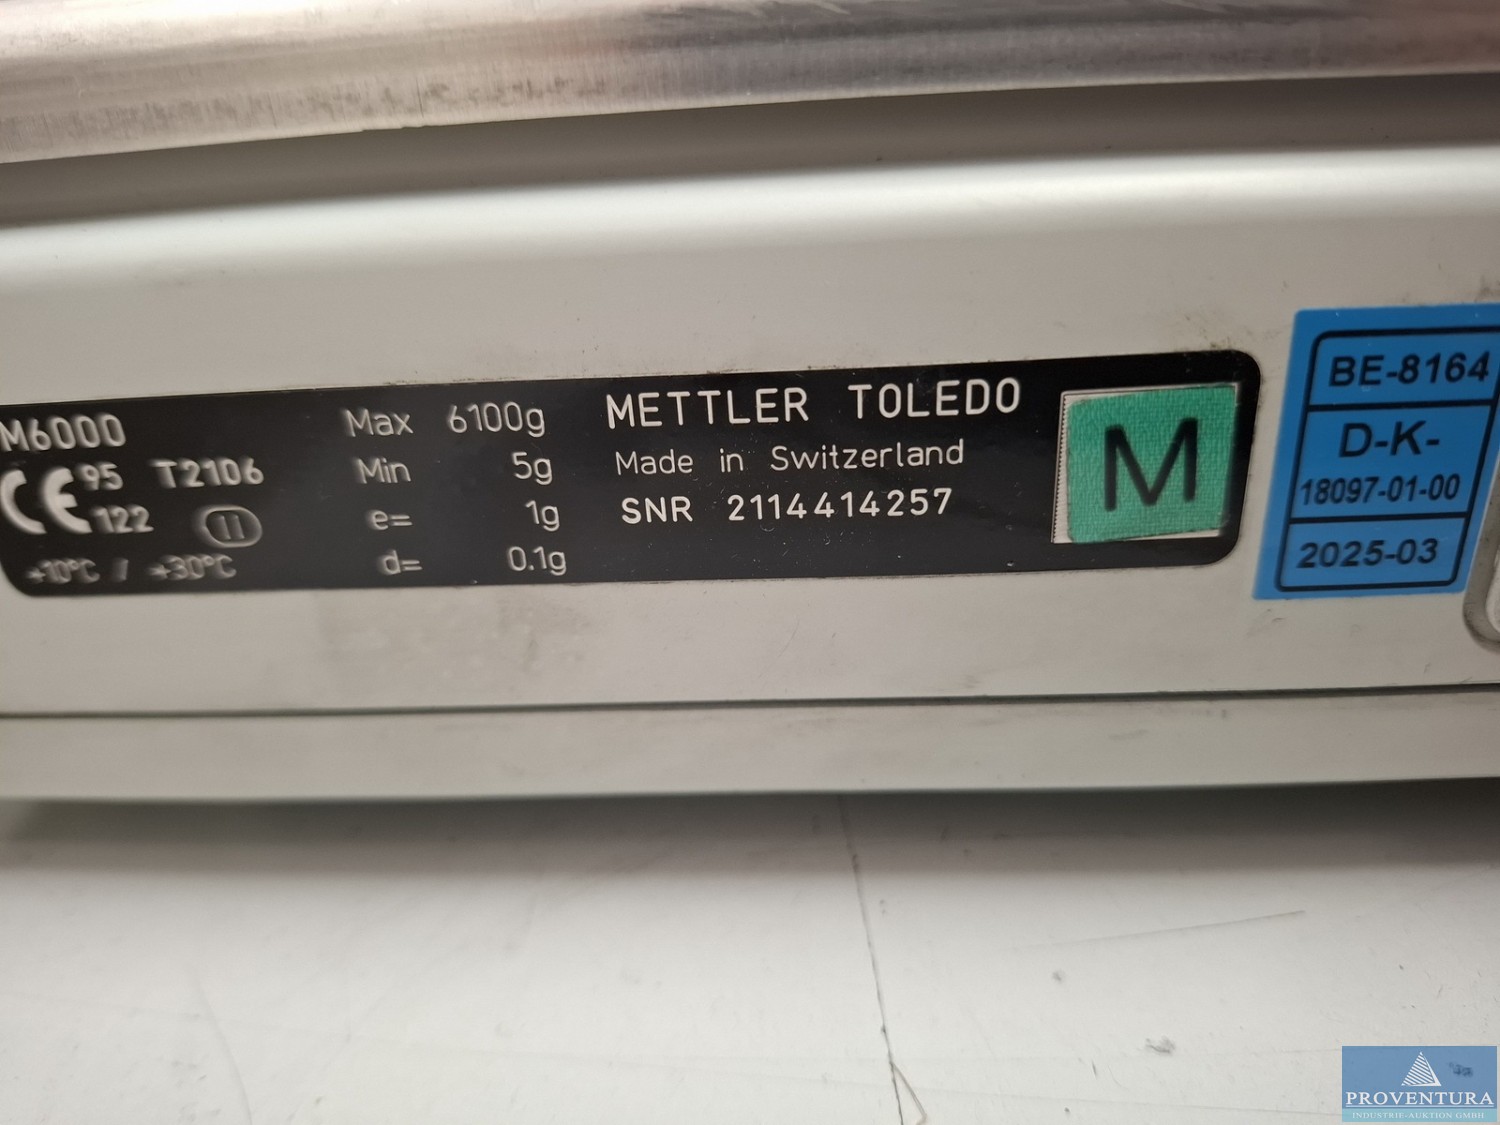 M6000
CE 95 T2106
122 II
+10°C / +30°C
Max 6100g
Min 5g
e= 1g
d= 0.1g
METTLER TOLEDO
Made in Switzerland
SNR 2114414257
M
BE-8164
D-K-
18097-01-00
2025-03
PROVENTURA
INDUSTRIE-AUKTION GMBH